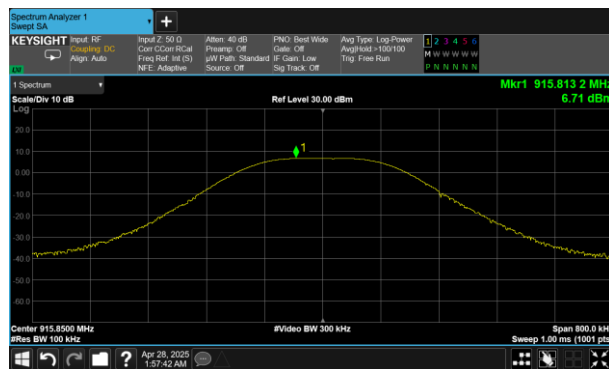 Spectrum Analyzer 1
Swept SA
KEYSIGHT
Input: RF
Coupling: DC
Align: Auto
Input Z: 50 Ω
Corr CCorr RCal
Freq Ref: Int (S)
NFE: Adaptive
Atten: 40 dB
Preamp: Off
µW Path: Standard
Source: Off
PNO: Best Wide
Gate: Off
IF Gain: Low
Sig Track: Off
Avg Type: Log-Power
Avg|Hold:>100/100
Trig: Free Run
1 2 3 4 5 6
M W W W W W
P N N N N N
1 Spectrum
Mkr1 915.813 2 MHz
Scale/Div 10 dB
Ref Level 30.00 dBm
6.71 dBm
Log
20.0
1
10.0
0.00
-10.0
-20.0
-30.0
-40.0
-50.0
-60.0
Center 915.8500 MHz
#Video BW 300 kHz
Span 800.0 kHz
#Res BW 100 kHz
Sweep 1.00 ms (1001 pts
?
Apr 28, 2025
1:57:42 AM